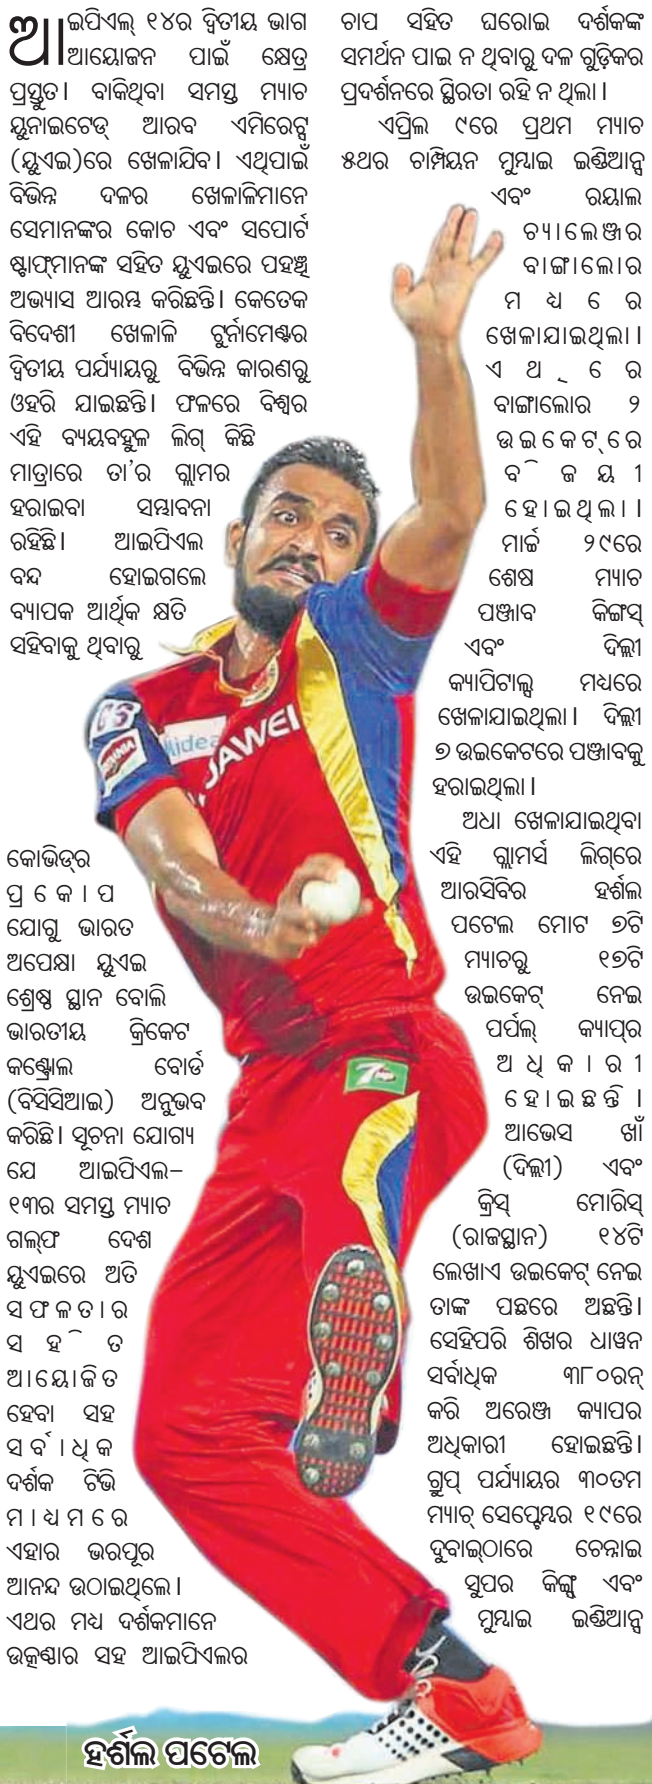 ଆଇପିଏଲ୍ ୧୪ର ଦ୍ୱିତୀୟ ଭାଗ
ଆୟୋଜନ ପାଇଁ କ୍ଷେତ୍ର
ପ୍ରସ୍ତୁତ। ବାକିଥିବା ସମସ୍ତ ମ୍ୟାଚ
ୟୁନାଇଟେଡ୍ ଆରବ ଏମିରେଟ୍ସ
(ୟୁଏଇ)ରେ ଖେଳାଯିବ। ଏଥିପାଇଁ
ବିଭିନ୍ନ ଦଳର ଖେଳାଳିମାନେ
ସେମାନଙ୍କର କୋଚ ଏବଂ ସପୋର୍ଟ
ଷ୍ଟାଫ୍‌ମାନଙ୍କ ସହିତ ୟୁଏଇରେ ପହଞ୍ଚି
ଅଭ୍ୟାସ ଆରମ୍ଭ କରିଛନ୍ତି। କେତେକ
ବିଦେଶୀ ଖେଳାଳି ଟୁର୍ନାମେଣ୍ଟର
ଦ୍ୱିତୀୟ ପର୍ଯ୍ୟାୟରୁ ବିଭିନ୍ନ କାରଣରୁ
ଓହରି ଯାଇଛନ୍ତି। ଫଳରେ ବିଶ୍ୱର
ଏହି ବ୍ୟୟବହୁଳ ଲିଗ୍ କିଛି
ମାତ୍ରାରେ ତା'ର ଗ୍ଲାମର
ହରାଇବା ସମ୍ଭାବନା
ରହିଛି। ଆଇପିଏଲ
ବନ୍ଦ ହୋଇଗଲେ
ବ୍ୟାପକ ଆର୍ଥିକ କ୍ଷତି
ସହିବାକୁ ଥିବାରୁ
କୋଭିଡ୍‌ର
ପ୍ରକୋପ
ଯୋଗୁ ଭାରତ
ଅପେକ୍ଷା ୟୁଏଇ
ଶ୍ରେଷ୍ଠ ସ୍ଥାନ ବୋଲି
ଭାରତୀୟ କ୍ରିକେଟ
କଣ୍ଟ୍ରୋଲ ବୋର୍ଡ
(ବିସିସିଆଇ) ଅନୁଭବ
କରିଛି। ସୂଚନା ଯୋଗ୍ୟ
ଯେ ଆଇପିଏଲ-
୧୩ର ସମସ୍ତ ମ୍ୟାଚ
ଗଲ୍‌ଫ ଦେଶ
ୟୁଏଇରେ ଅତି
ସଫଳତାର
ସହିତ
ଆୟୋଜିତ
ହେବା ସହ
ସର୍ବାଧିକ
ଦର୍ଶକ ଟିଭି
ମାଧ୍ୟମରେ
ଏହାର ଭରପୂର
ଆନନ୍ଦ ଉଠାଇଥିଲେ।
ଏଥର ମଧ୍ୟ ଦର୍ଶକମାନେ
ଉତ୍କଣ୍ଠାର ସହ ଆଇପିଏଲର
ଚାପ ସହିତ ଘରୋଇ ଦର୍ଶକଙ୍କ
ସମର୍ଥନ ପାଇ ନ ଥିବାରୁ ଦଳ ଗୁଡ଼ିକର
ପ୍ରଦର୍ଶନରେ ସ୍ଥିରତା ରହି ନ ଥିଲା।
ଏପ୍ରିଲ ୯ରେ ପ୍ରଥମ ମ୍ୟାଚ
୫ଥର ଚାମ୍ପିୟନ ମୁମ୍ବାଇ ଇଣ୍ଡିଆନ୍ସ
ଏବଂ ରୟାଲ
ଚ୍ୟାଲେଞ୍ଜର
ବାଙ୍ଗାଲୋର
ମଧ୍ୟରେ
ଖେଳାଯାଇଥିଲା।
ଏଥିରେ
ବାଙ୍ଗାଲୋର ୨
ଉଇକେଟ୍‌ରେ
ବିଜୟୀ
ହୋଇଥିଲା।
ମାର୍ଚ୍ଚ ୨୯ରେ
ଶେଷ ମ୍ୟାଚ
ପଞ୍ଜାବ କିଙ୍ଗସ୍
ଏବଂ ଦିଲ୍ଲୀ
କ୍ୟାପିଟାଲ୍ସ ମଧ୍ୟରେ
ଖେଳାଯାଇଥିଲା। ଦିଲ୍ଲୀ
୭ ଉଇକେଟରେ ପଞ୍ଜାବକୁ
ହରାଇଥିଲା।
ଅଧା ଖେଳାଯାଇଥିବା
ଏହି ଗ୍ଲାମର୍ସ ଲିଗ୍‌ରେ
ଆରସିବିର ହର୍ଶଲ
ପଟେଲ ମୋଟ ୭ଟି
ମ୍ୟାଚରୁ ୧୭ଟି
ଉଇକେଟ୍ ନେଇ
ପର୍ପଲ୍ କ୍ୟାପ୍‌ର
ଅଧିକାରୀ
ହୋଇଛନ୍ତି।
ଆଭେସ ଖାଁ
(ଦିଲ୍ଲୀ) ଏବଂ
କ୍ରିସ୍ ମୋରିସ୍
(ରାଜସ୍ଥାନ) ୧୪ଟି
ଲେଖାଏ ଉଇକେଟ୍ ନେଇ
ତାଙ୍କ ପଛରେ ଅଛନ୍ତି।
ସେହିପରି ଶିଖର ଧାୱନ
ସର୍ବାଧିକ ୩୮୦ରନ୍
କରି ଅରେଞ୍ଜ କ୍ୟାପର
ଅଧିକାରୀ ହୋଇଛନ୍ତି।
ଗ୍ରୁପ୍ ପର୍ଯ୍ୟାୟର ୩୦ତମ
ମ୍ୟାଚ୍ ସେପ୍ଟେମ୍ବର ୧୯ରେ
ଦୁବାଇ୍‌ଠାରେ ଚେନ୍ନାଇ
ସୁପର କିଙ୍ଗ୍ସ ଏବଂ
ମୁମ୍ବାଇ ଇଣ୍ଡିଆନ୍ସ
Midea
UAWEI
7UP
ହର୍ଶଲ ପଟେଲ